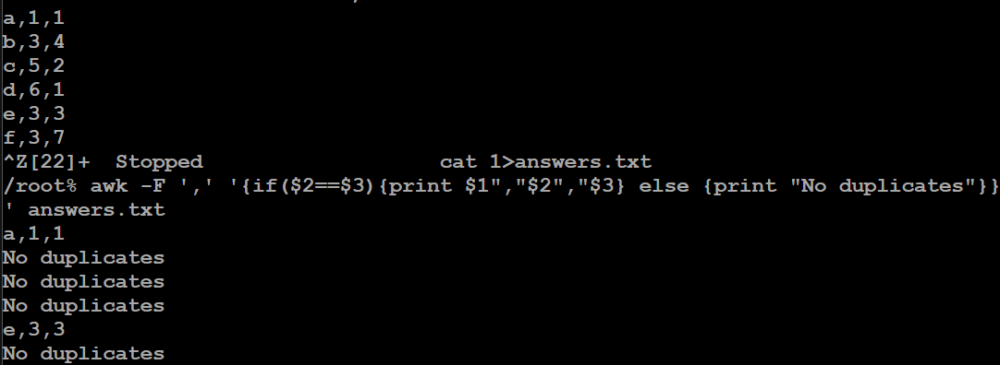 a,1,1
b,3,4
c,5,2
d,6,1
e,3,3
f,3,7
^Z[22]+  Stopped                 cat 1>answers.txt
/root% awk -F ',' '{if($2==$3){print $1","$2","$3} else {print "No duplicates"}}
' answers.txt
a,1,1
No duplicates
No duplicates
No duplicates
e,3,3
No duplicates